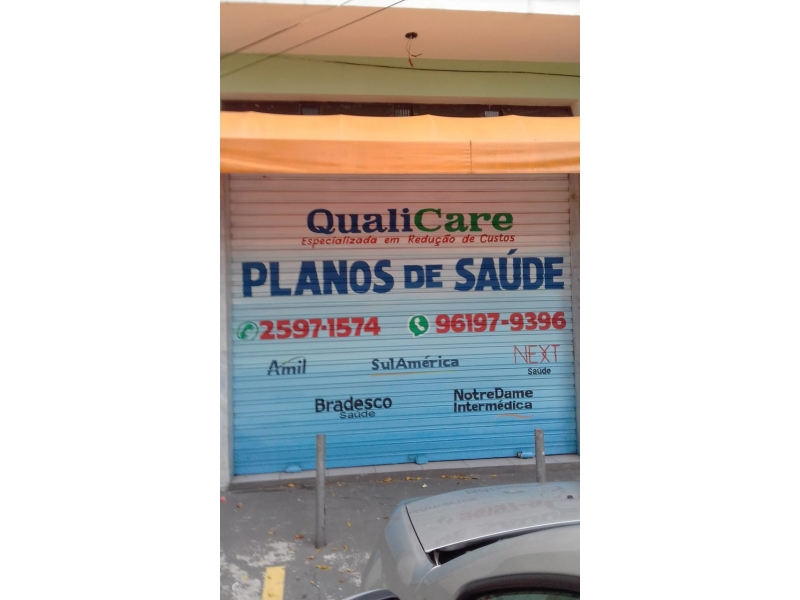 QualiCare
Especializada em Redução de Custos
PLANOS DE SAÚDE
2597-1574 96197-9396
Amil SulAmérica NEXT
Saúde
Bradesco
Saúde
NotreDame
Intermédica